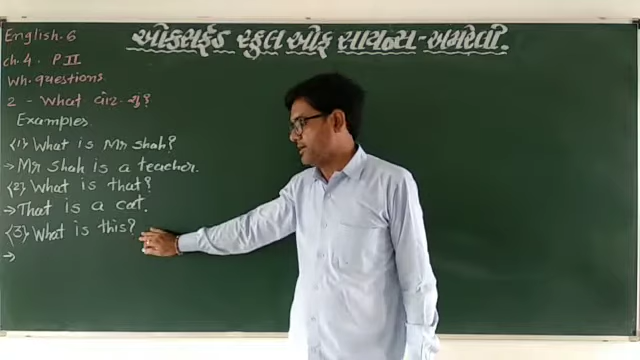 ઓક્સફર્ડ સ્કુલ ઓફ સાયન્સ-અમરેલી.
English.6
ch.4. P II
Wh. questions
2 - What
Examples
(1) What is Mr shah?
→ Mr Shah is a teacher.
(2) What is that?
→ That is a cat.
(3) What is this?
→